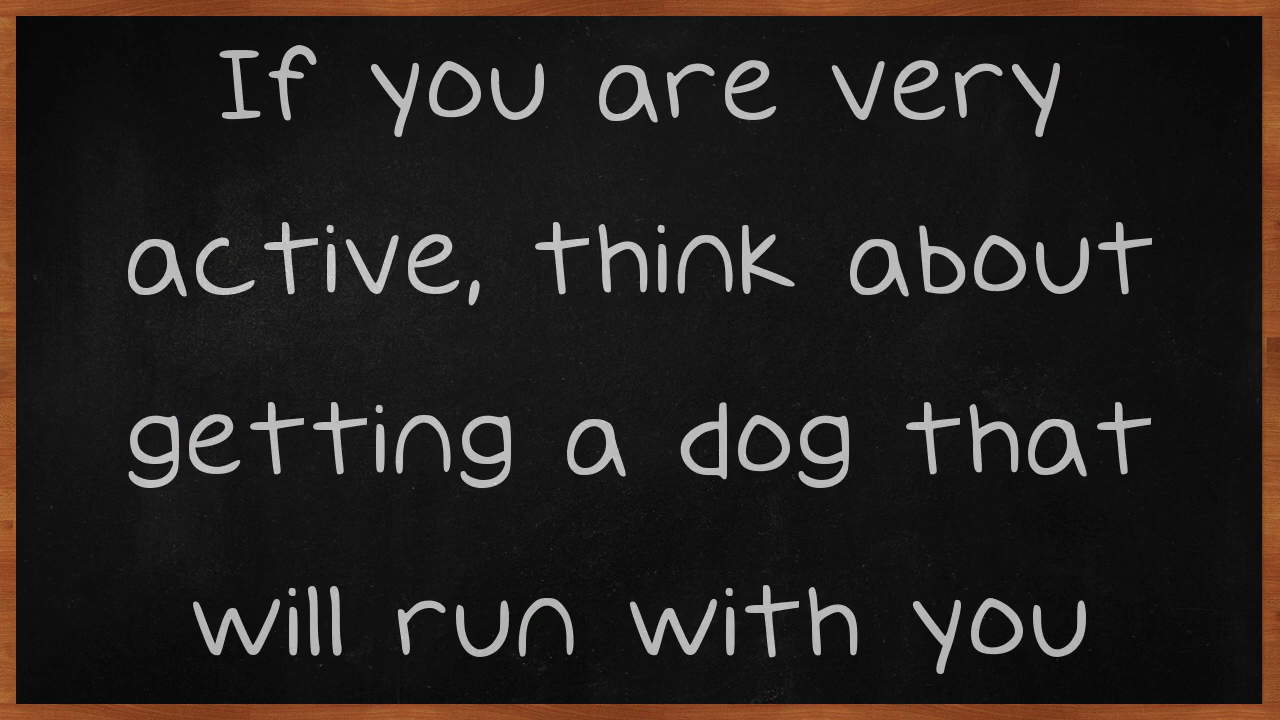 If you are very
active, think about
getting a dog that
will run with you